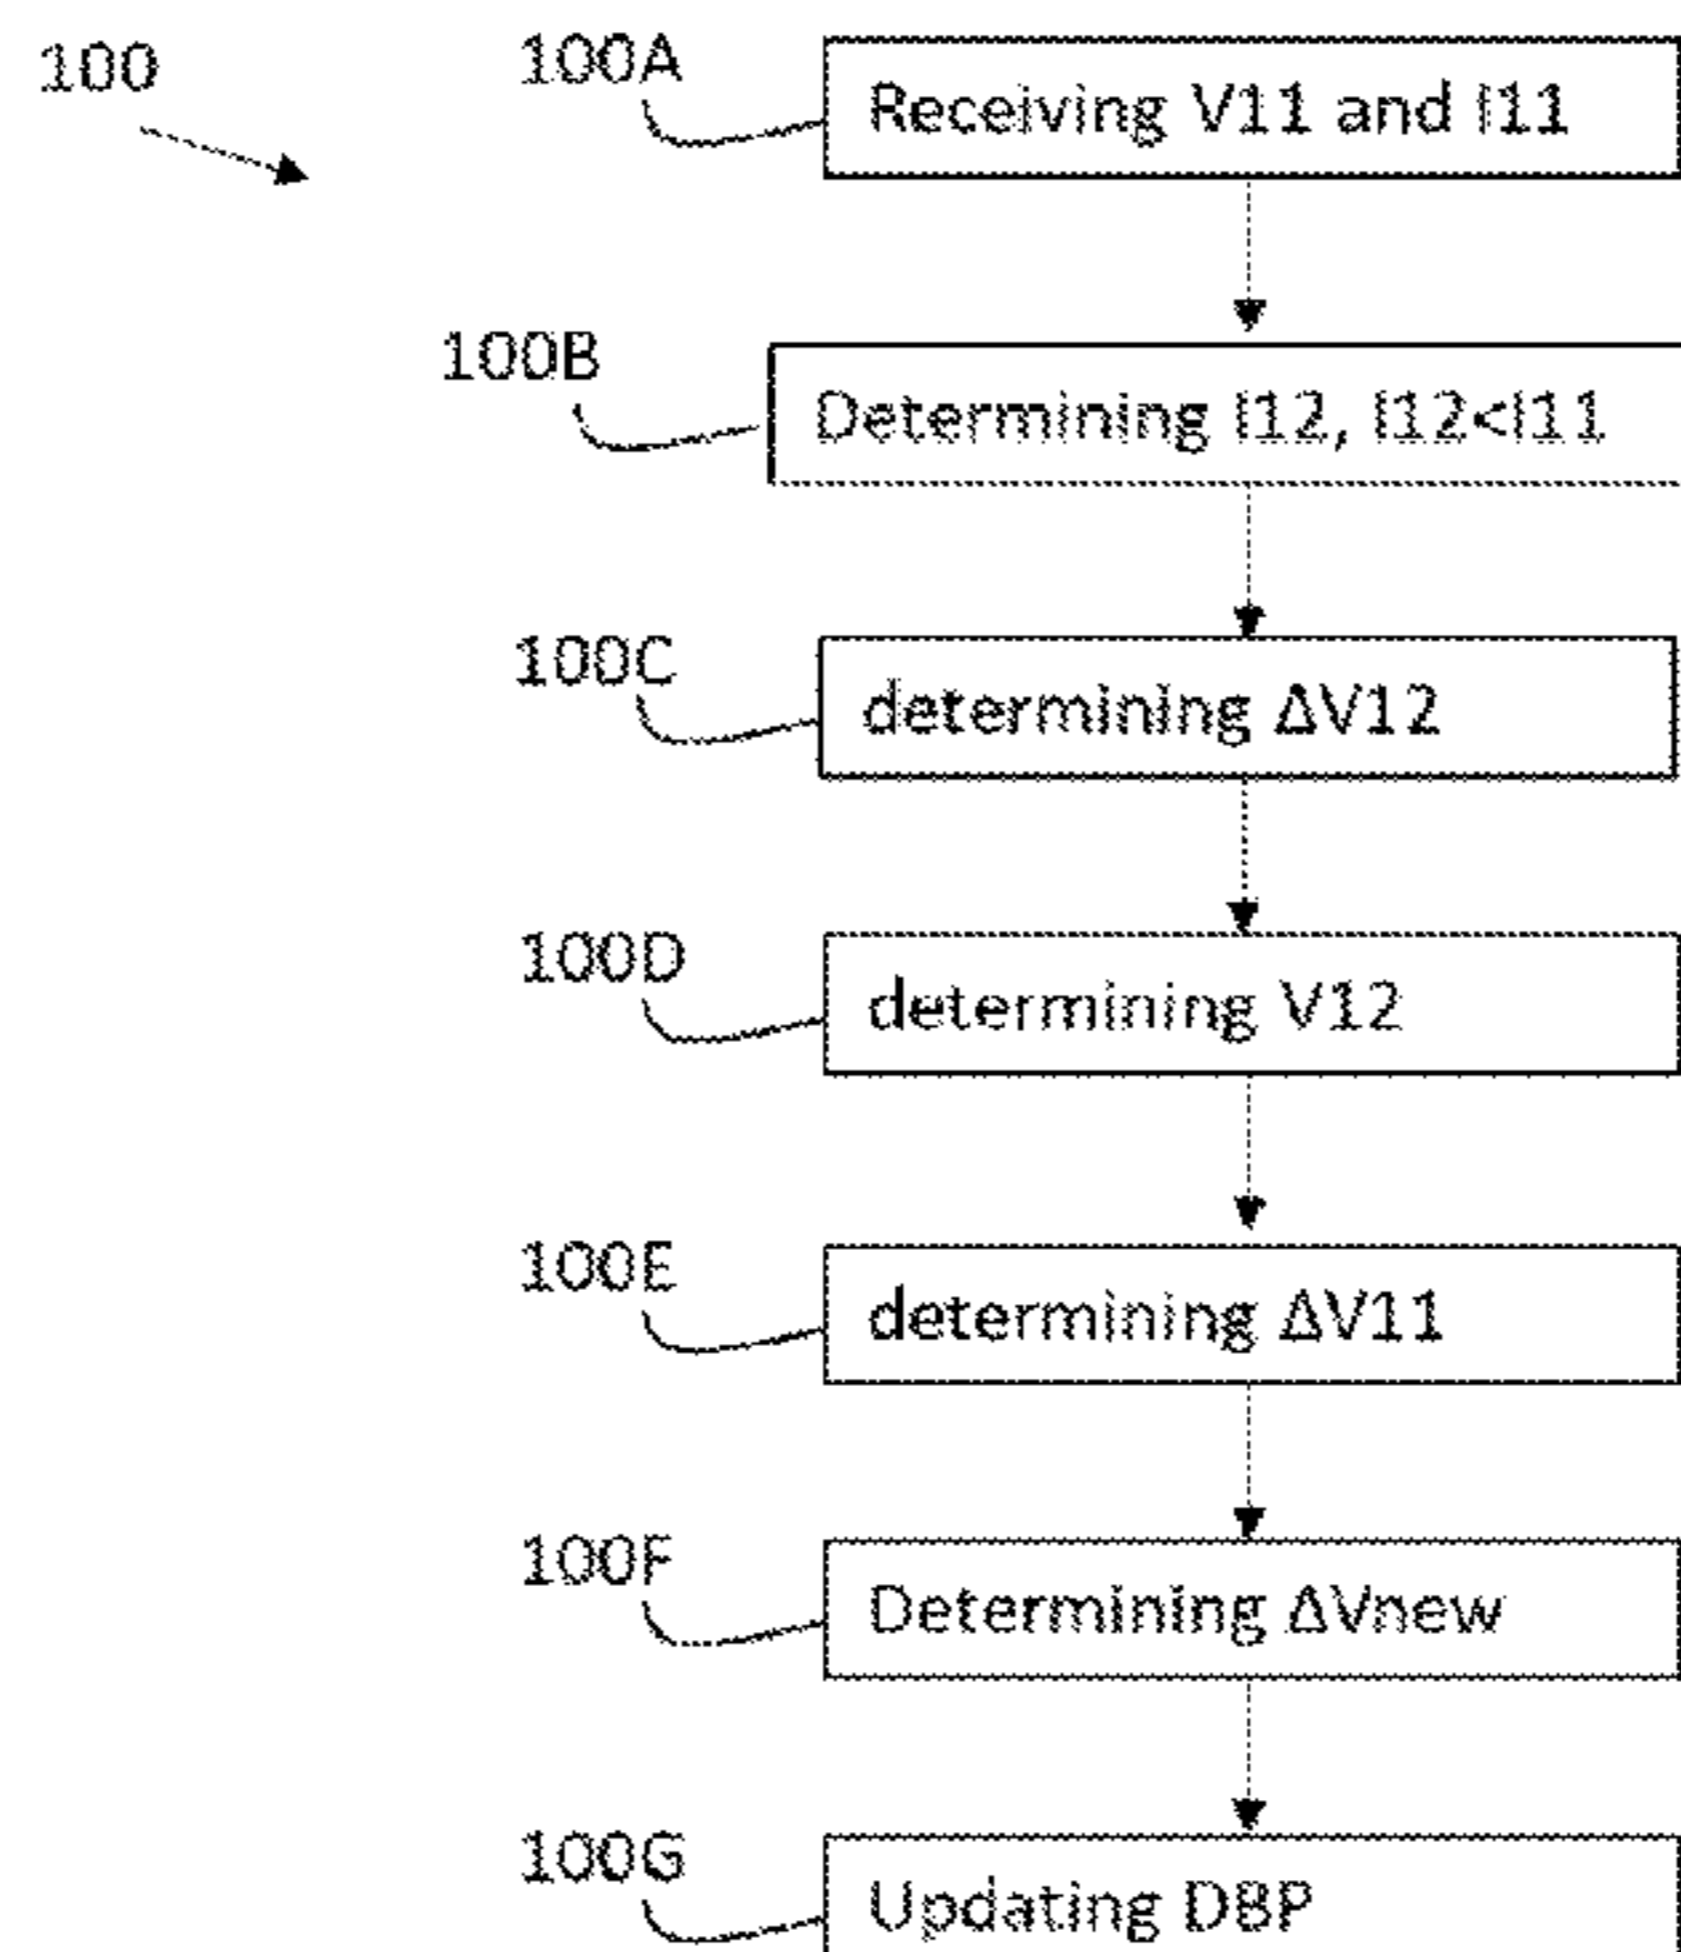 100
100A
Receiving V11 and I11
100B
Determining I12, I12<I11
100C
determining ΔV12
100D
determining V12
100E
determining ΔV11
100F
Determining ΔVnew
100G
Updating DBP